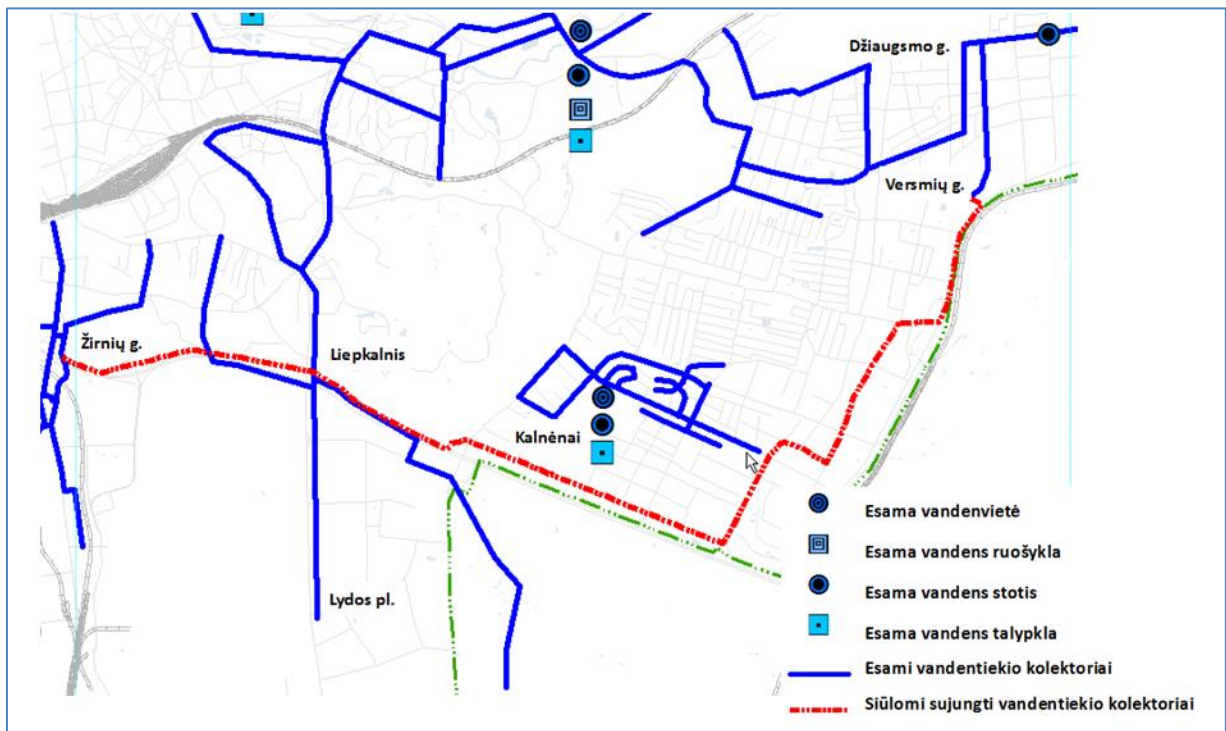 Džiaugsmo g.
Versmių g.
Žirnių g.
Liepkalnis
Kalnėnai
Lydos pl.
Esama vandenvietė
Esama vandens ruošykla
Esama vandens stotis
Esama vandens talypkla
Esami vandentiekio kolektoriai
Siūlomi sujungti vandentiekio kolektoriai